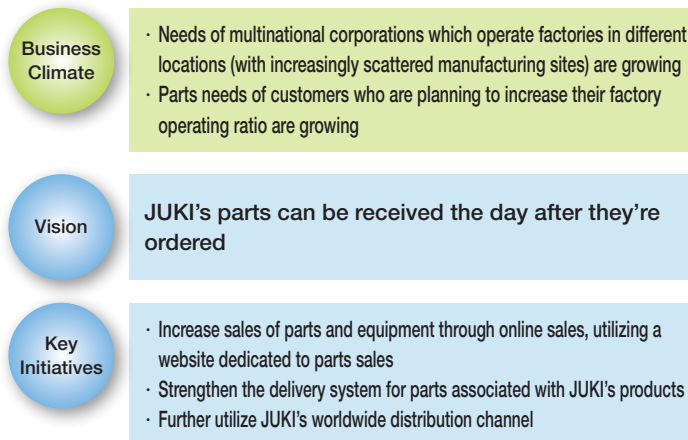 Business
Climate
· Needs of multinational corporations which operate factories in different
locations (with increasingly scattered manufacturing sites) are growing
· Parts needs of customers who are planning to increase their factory
operating ratio are growing
Vision
JUKI's parts can be received the day after they're
ordered
Key
Initiatives
· Increase sales of parts and equipment through online sales, utilizing a
website dedicated to parts sales
· Strengthen the delivery system for parts associated with JUKI's products
· Further utilize JUKI's worldwide distribution channel